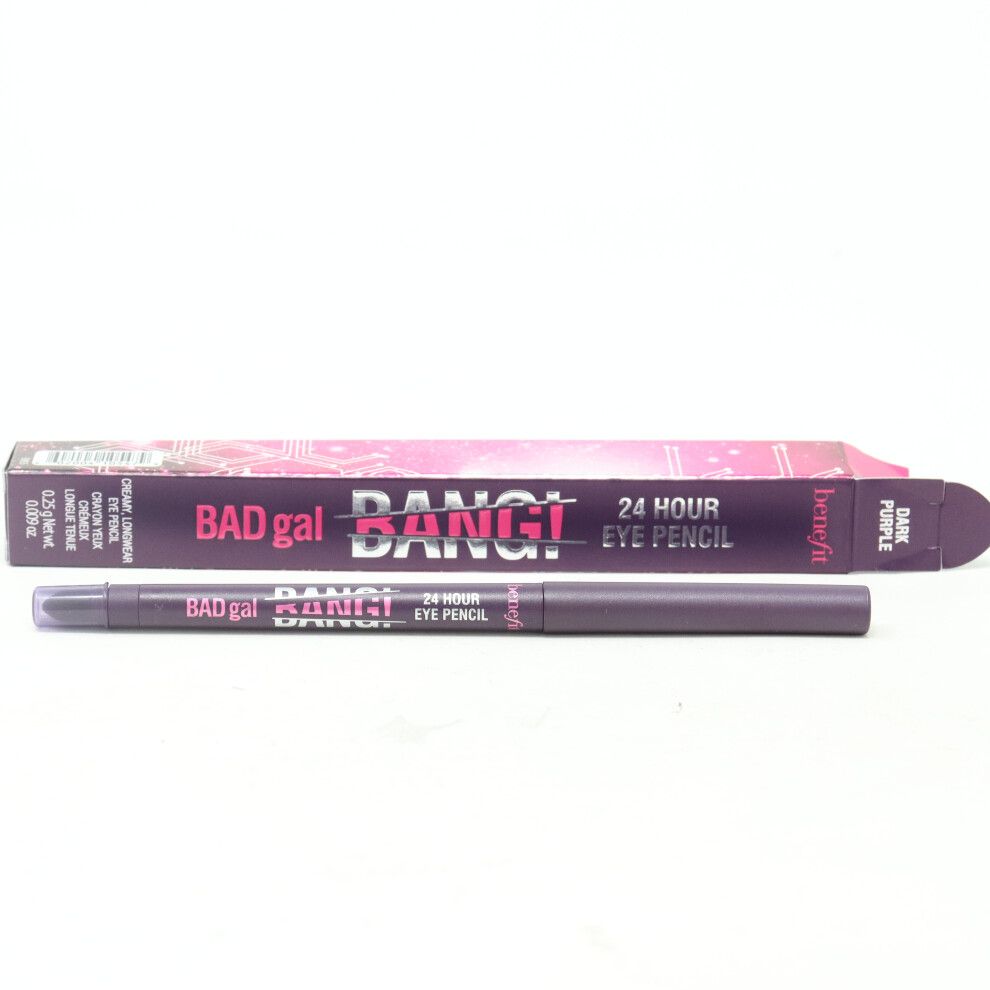 BAD gal BANG!
24 HOUR
EYE PENCIL
benefit
DARK
PURPLE
CREAMY, LONGWEAR
EYE PENCIL
CRAYON YEUX
CRÉMEUX
LONGUE TENUE
0.25 g Net wt.
0.009 oz.
BAD gal BANG!
24 HOUR
EYE PENCIL
benefit